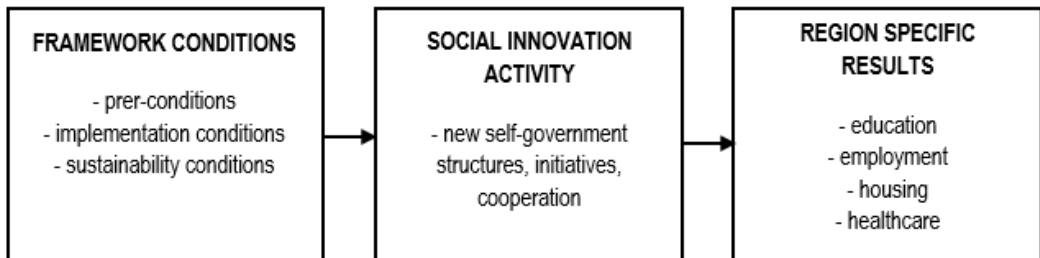 FRAMEWORK CONDITIONS
- prer-conditions
- implementation conditions
- sustainability conditions
SOCIAL INNOVATION
ACTIVITY
- new self-government
structures, initiatives,
cooperation
REGION SPECIFIC
RESULTS
- education
- employment
- housing
- healthcare